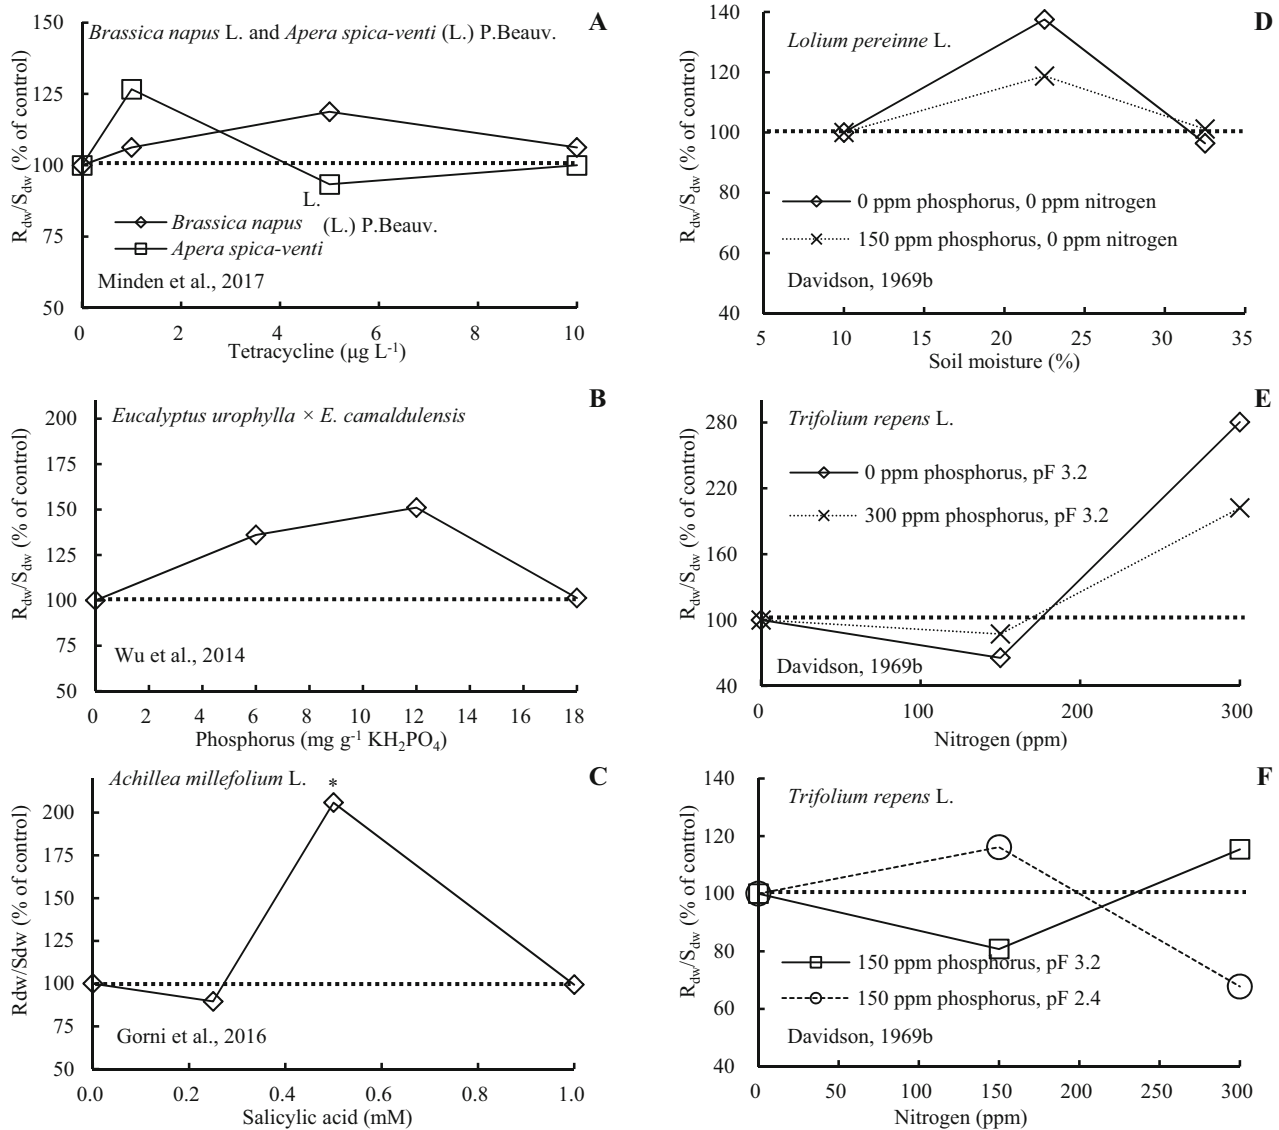 A
Brassica napus L. and Apera spica-venti (L.) P.Beauv.
150
125
100
75
50
R_dw/S_dw (% of control)
L.
Brassica napus
(L.) P.Beauv.
Apera spica-venti
Minden et al., 2017
0 2 4 6 8 10
Tetracycline (μg L⁻¹)
B
Eucalyptus urophylla × E. camaldulensis
200
175
150
125
100
75
50
R_dw/S_dw (% of control)
Wu et al., 2014
0 2 4 6 8 10 12 14 16 18
Phosphorus (mg g⁻¹ KH₂PO₄)
C
Achillea millefolium L.
*
200
175
150
125
100
75
50
Rdw/Sdw (% of control)
Gorni et al., 2016
0.0 0.2 0.4 0.6 0.8 1.0
Salicylic acid (mM)
D
Lolium pereinne L.
140
120
100
80
60
40
R_dw/S_dw (% of control)
0 ppm phosphorus, 0 ppm nitrogen
150 ppm phosphorus, 0 ppm nitrogen
Davidson, 1969b
5 10 15 20 25 30 35
Soil moisture (%)
E
Trifolium repens L.
280
220
160
100
40
R_dw/S_dw (% of control)
0 ppm phosphorus, pF 3.2
300 ppm phosphorus, pF 3.2
Davidson, 1969b
0 100 200 300
Nitrogen (ppm)
F
Trifolium repens L.
140
120
100
80
60
40
R_dw/S_dw (% of control)
150 ppm phosphorus, pF 3.2
150 ppm phosphorus, pF 2.4
Davidson, 1969b
0 50 100 150 200 250 300
Nitrogen (ppm)